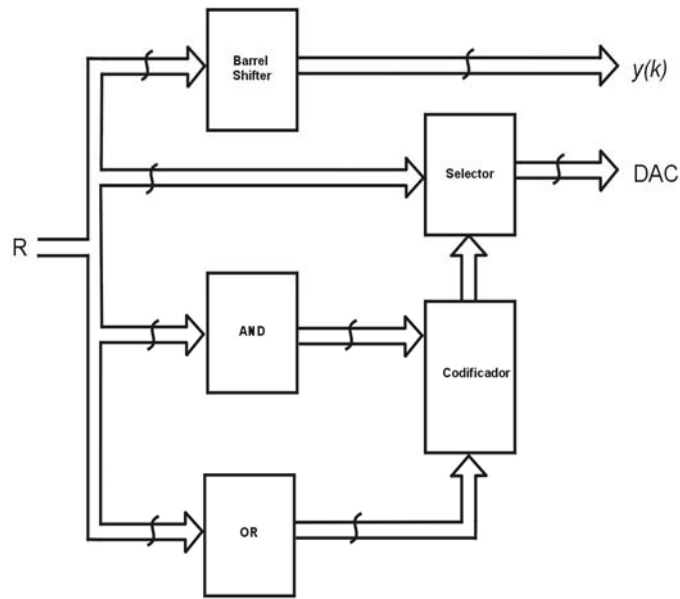 Barrel
Shifter
y(k)
Selector
DAC
R
AND
Codificador
OR